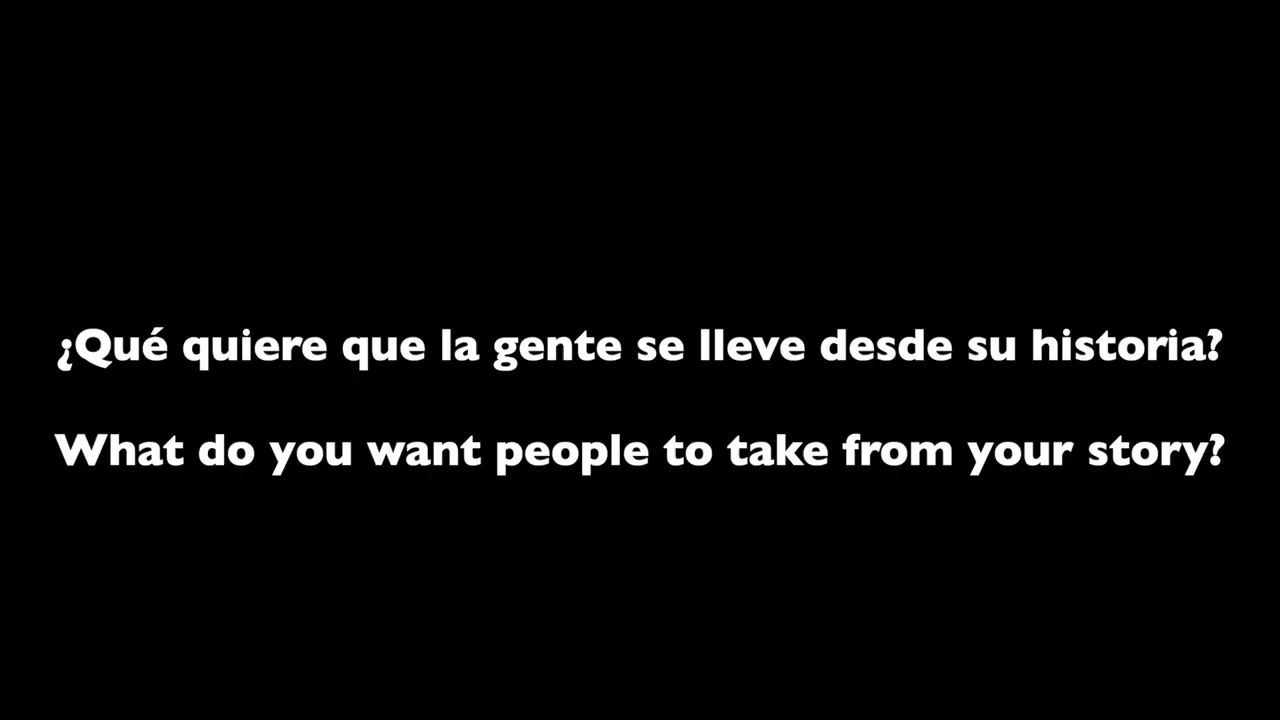 ¿Qué quiere que la gente se lleve desde su historia?
What do you want people to take from your story?